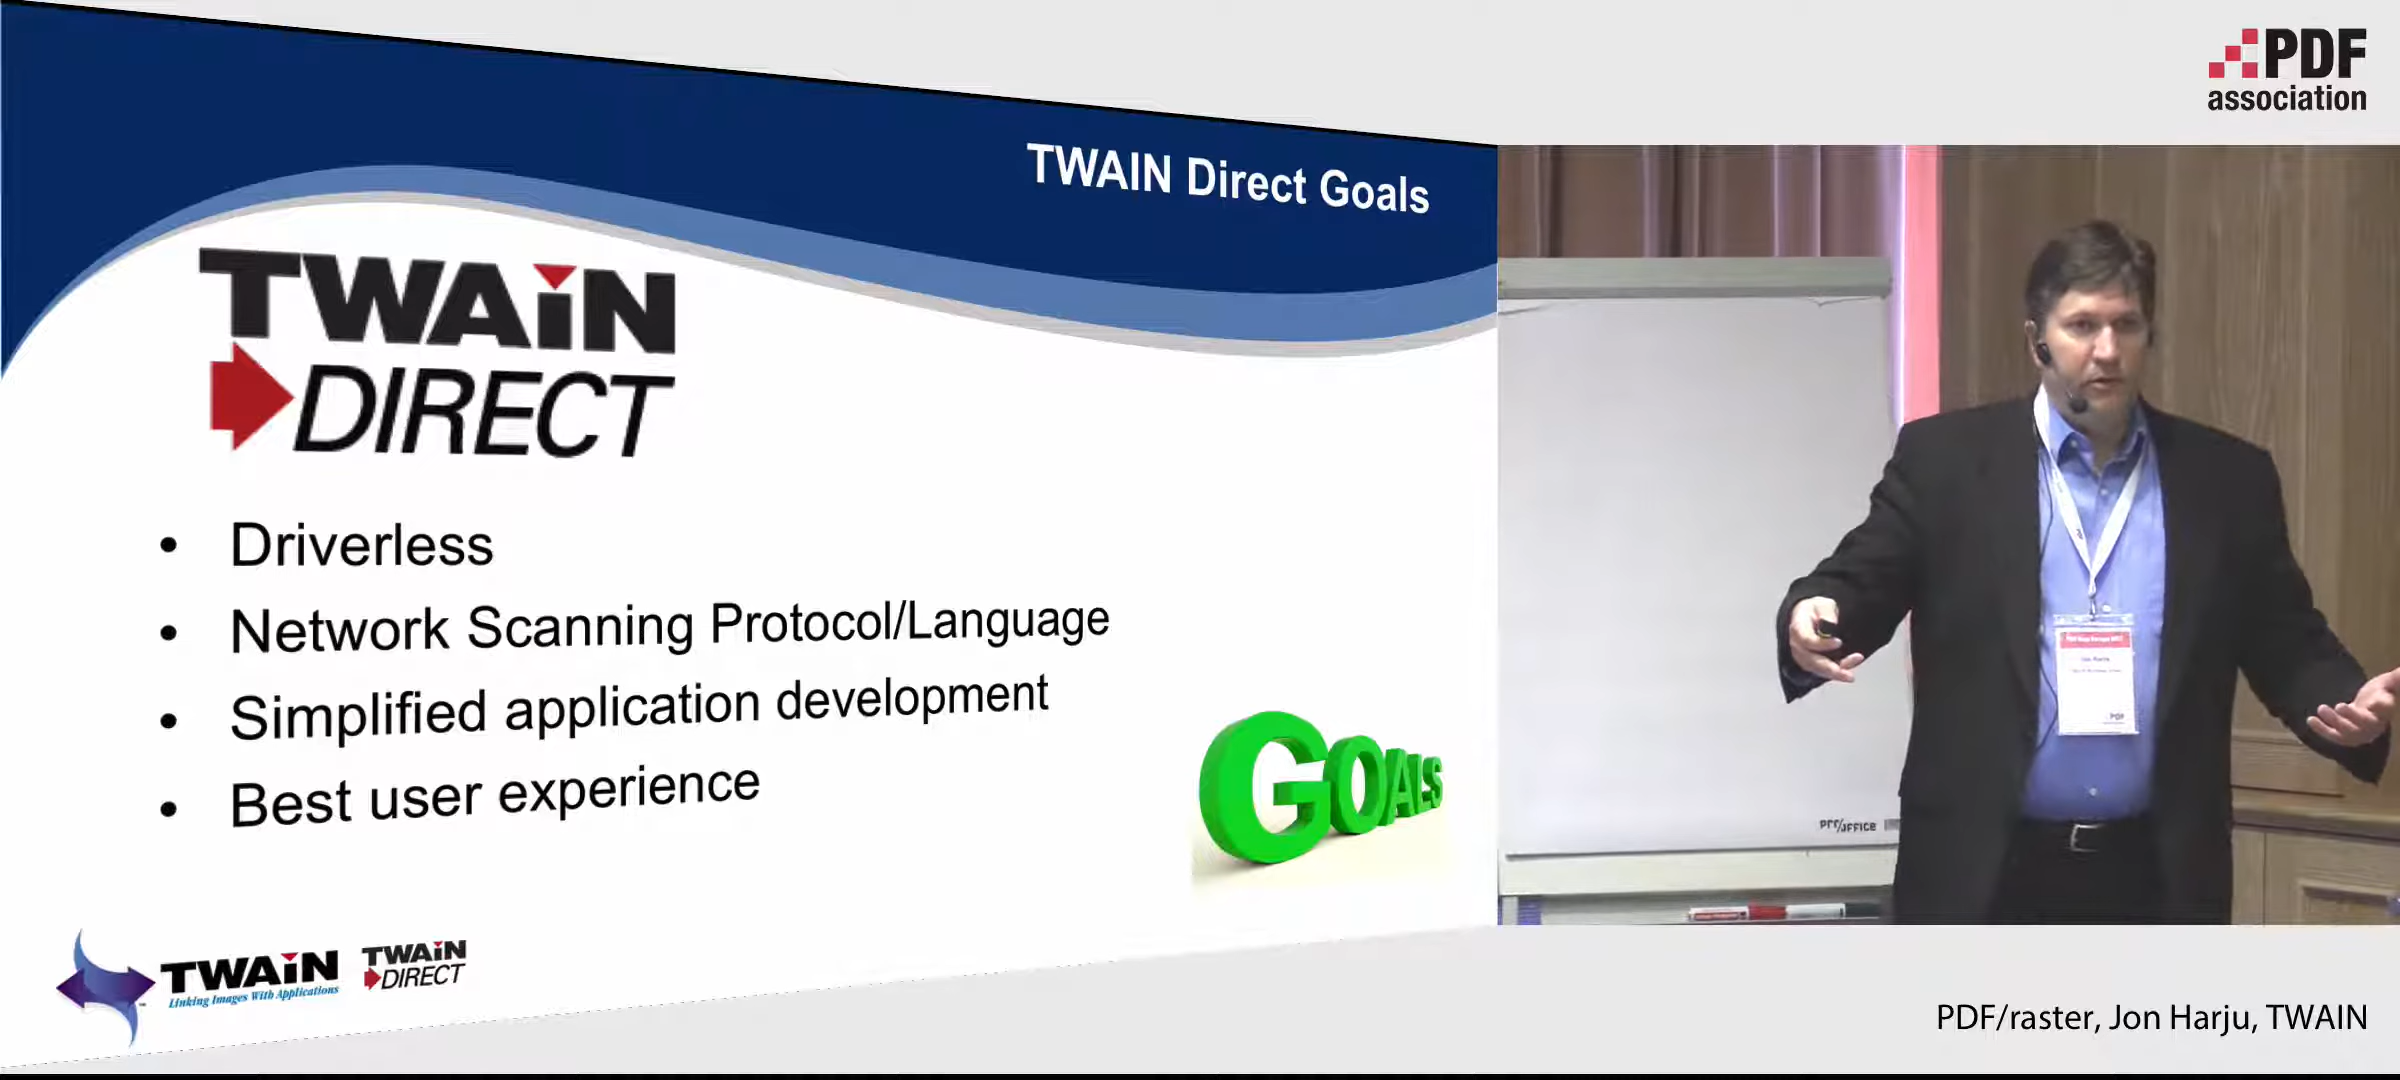 PDF
association
TWAIN Direct Goals
TWAIN
DIRECT
• Driverless
• Network Scanning Protocol/Language
• Simplified application development
• Best user experience
GOALS
TWAIN
Linking Images With Applications
TWAIN
DIRECT
PDF
PDF/raster, Jon Harju, TWAIN